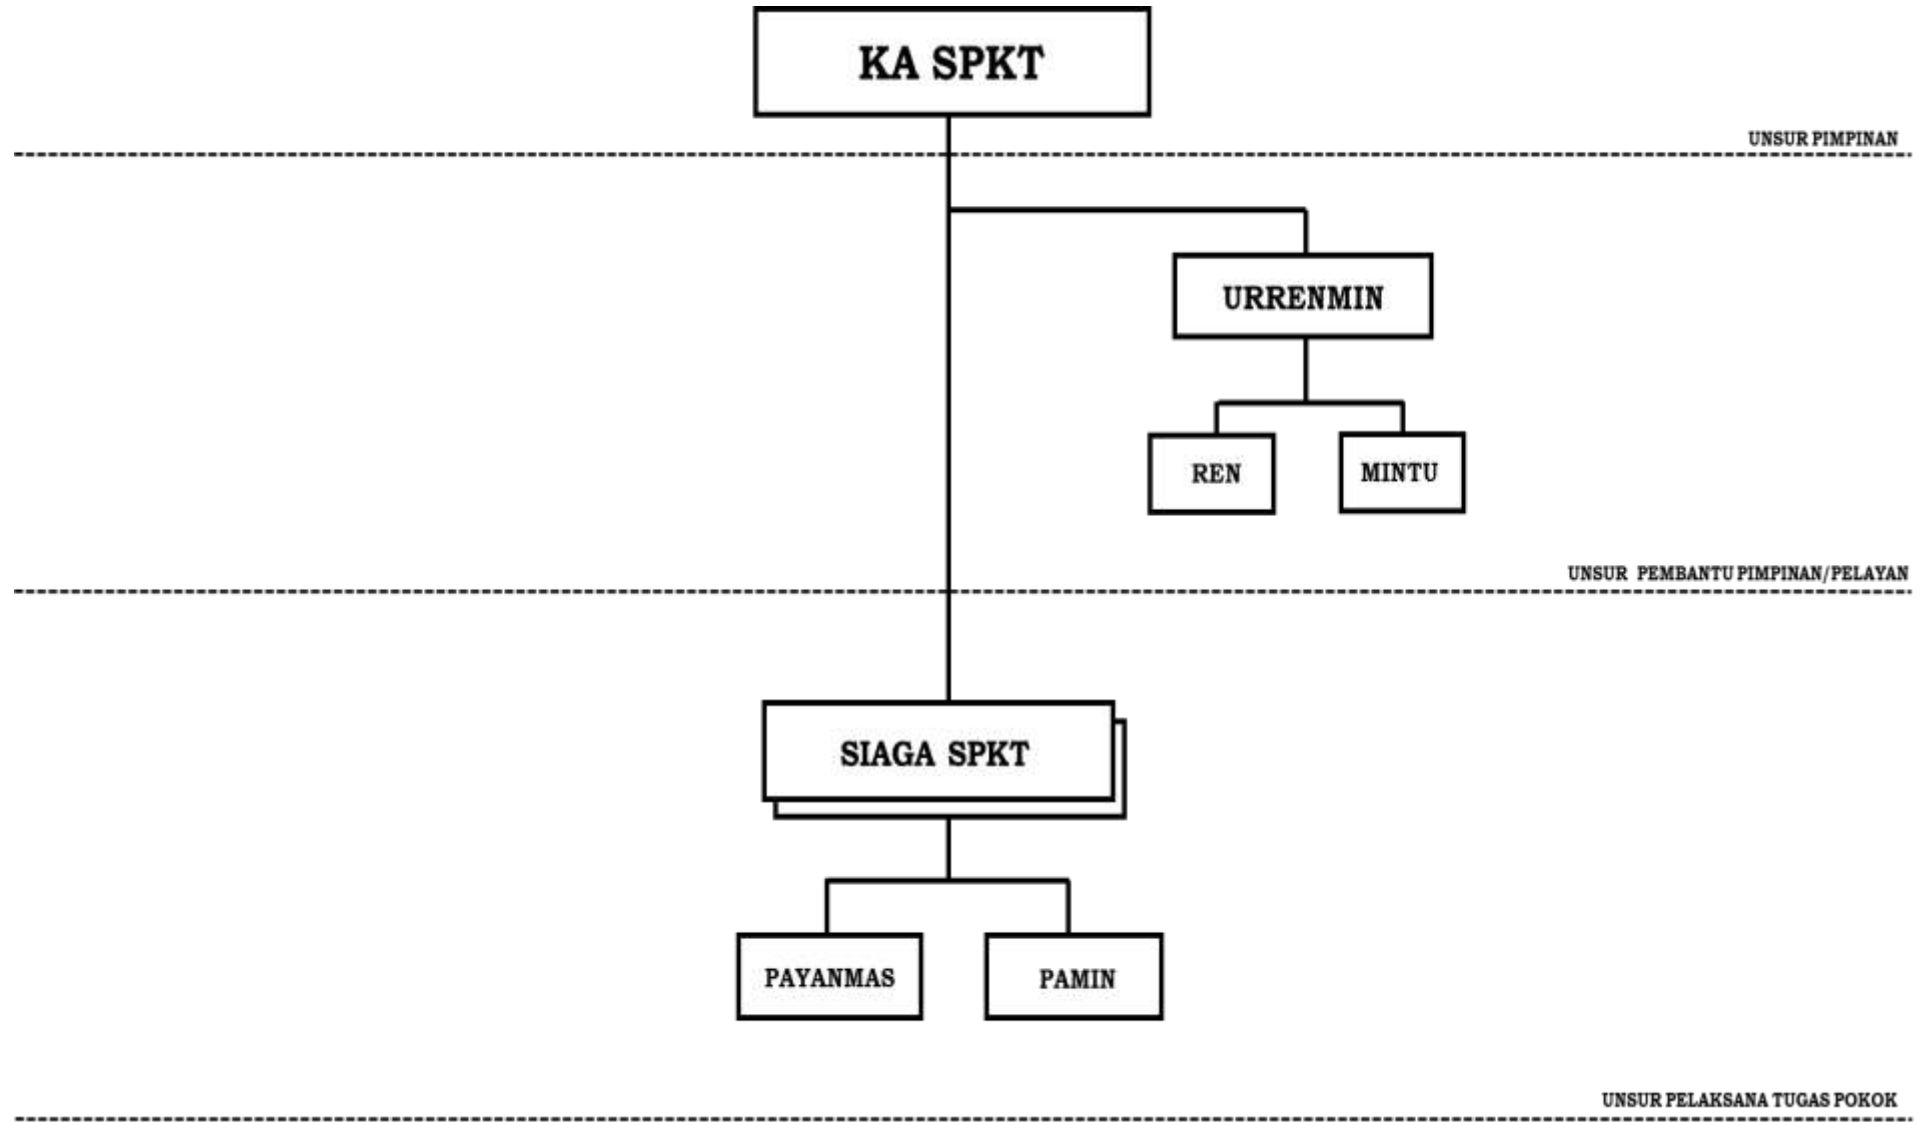 KA SPKT
UNSUR PIMPINAN
URRENMIN
REN
MINTU
UNSUR PEMBANTU PIMPINAN/PELAYAN
SIAGA SPKT
PAYANMAS
PAMIN
UNSUR PELAKSANA TUGAS POKOK